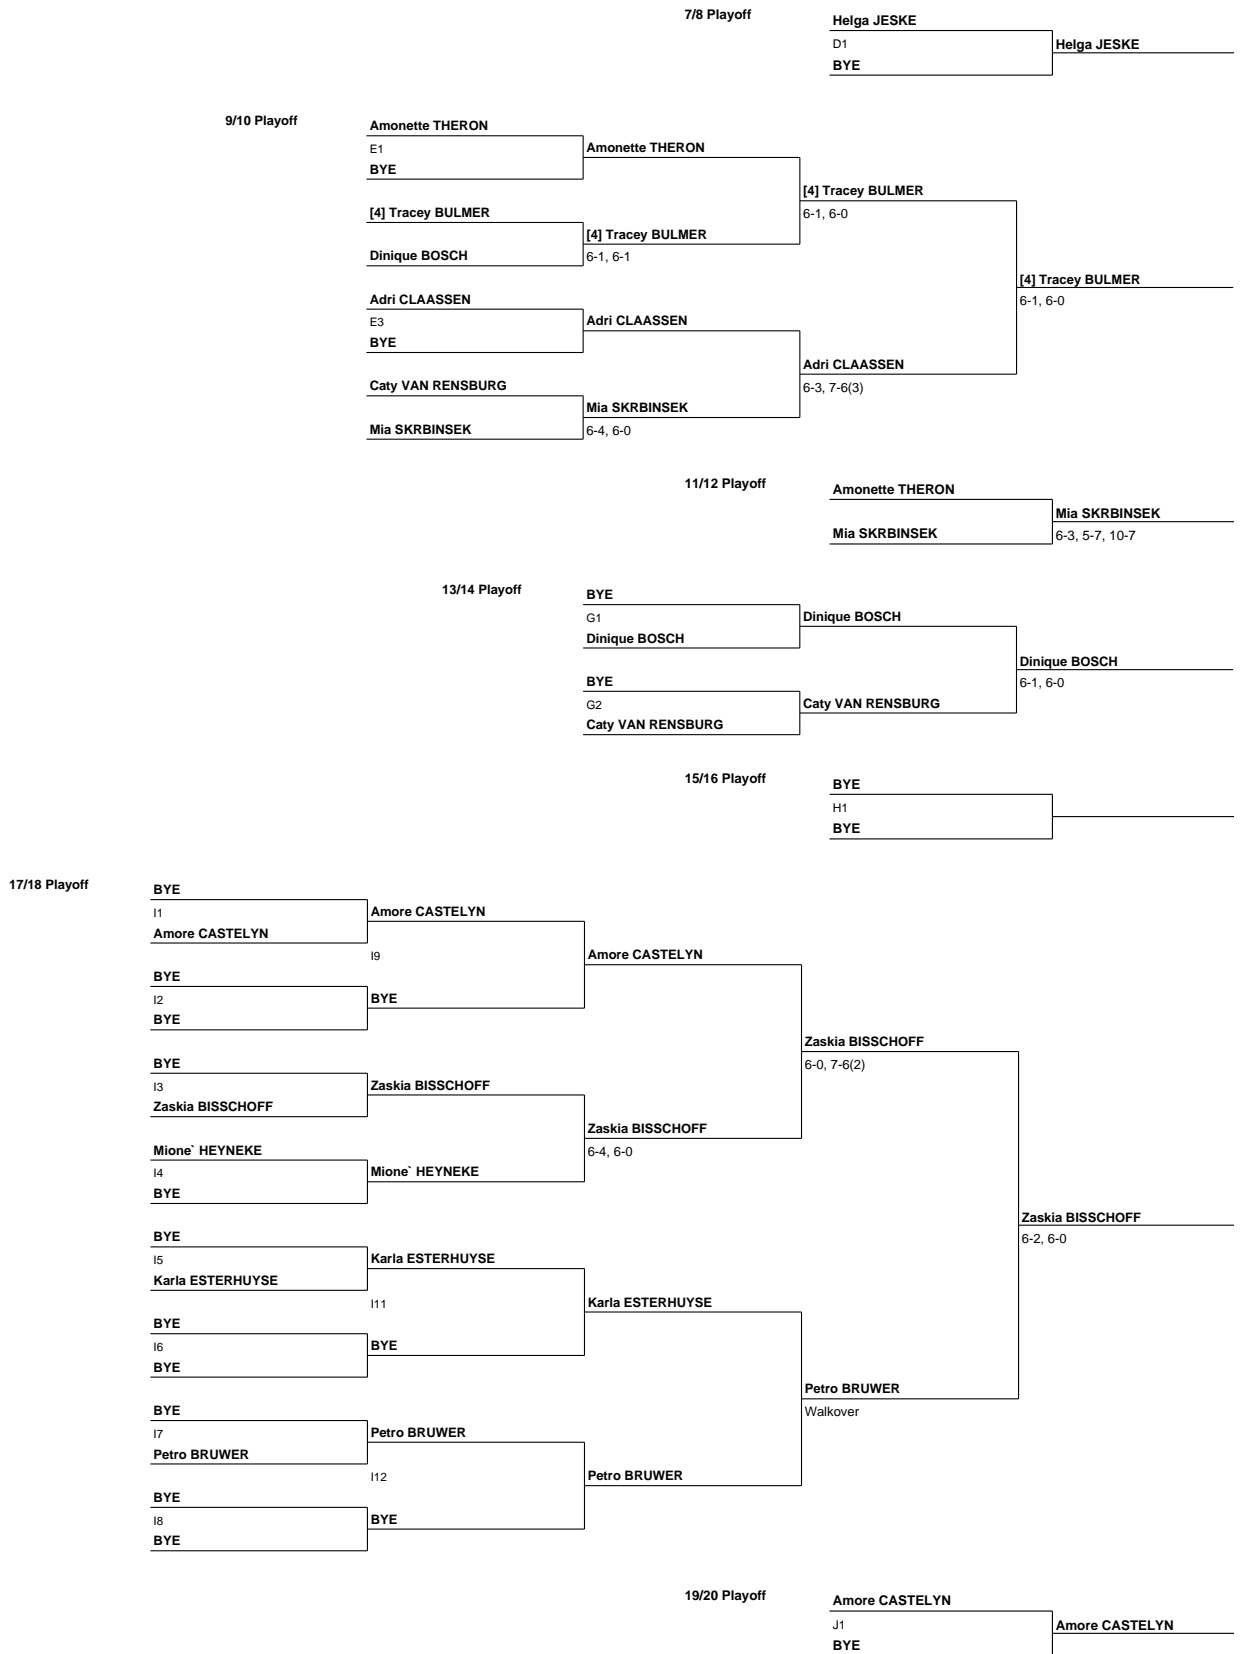 7/8 Playoff
Helga JESKE
D1
Helga JESKE
BYE
9/10 Playoff
Amonette THERON
E1
Amonette THERON
BYE
[4] Tracey BULMER
6-1, 6-0
[4] Tracey BULMER
[4] Tracey BULMER
Dinique BOSCH
6-1, 6-1
[4] Tracey BULMER
6-1, 6-0
Adri CLAASSEN
E3
Adri CLAASSEN
BYE
Adri CLAASSEN
6-3, 7-6(3)
Caty VAN RENSBURG
Mia SKRBINSEK
Mia SKRBINSEK
6-4, 6-0
11/12 Playoff
Amonette THERON
Mia SKRBINSEK
Mia SKRBINSEK
6-3, 5-7, 10-7
13/14 Playoff
BYE
G1
Dinique BOSCH
Dinique BOSCH
Dinique BOSCH
6-1, 6-0
BYE
G2
Caty VAN RENSBURG
Caty VAN RENSBURG
15/16 Playoff
BYE
H1
BYE
17/18 Playoff
BYE
I1
Amore CASTELYN
Amore CASTELYN
I9
Amore CASTELYN
BYE
I2
BYE
BYE
Zaskia BISSCHOFF
6-0, 7-6(2)
BYE
I3
Zaskia BISSCHOFF
Zaskia BISSCHOFF
Zaskia BISSCHOFF
6-4, 6-0
Mione` HEYNEKE
I4
Mione` HEYNEKE
BYE
Zaskia BISSCHOFF
6-2, 6-0
BYE
I5
Karla ESTERHUYSE
Karla ESTERHUYSE
I11
Karla ESTERHUYSE
BYE
I6
BYE
BYE
Petro BRUWER
Walkover
BYE
I7
Petro BRUWER
Petro BRUWER
I12
Petro BRUWER
BYE
I8
BYE
BYE
19/20 Playoff
Amore CASTELYN
J1
Amore CASTELYN
BYE